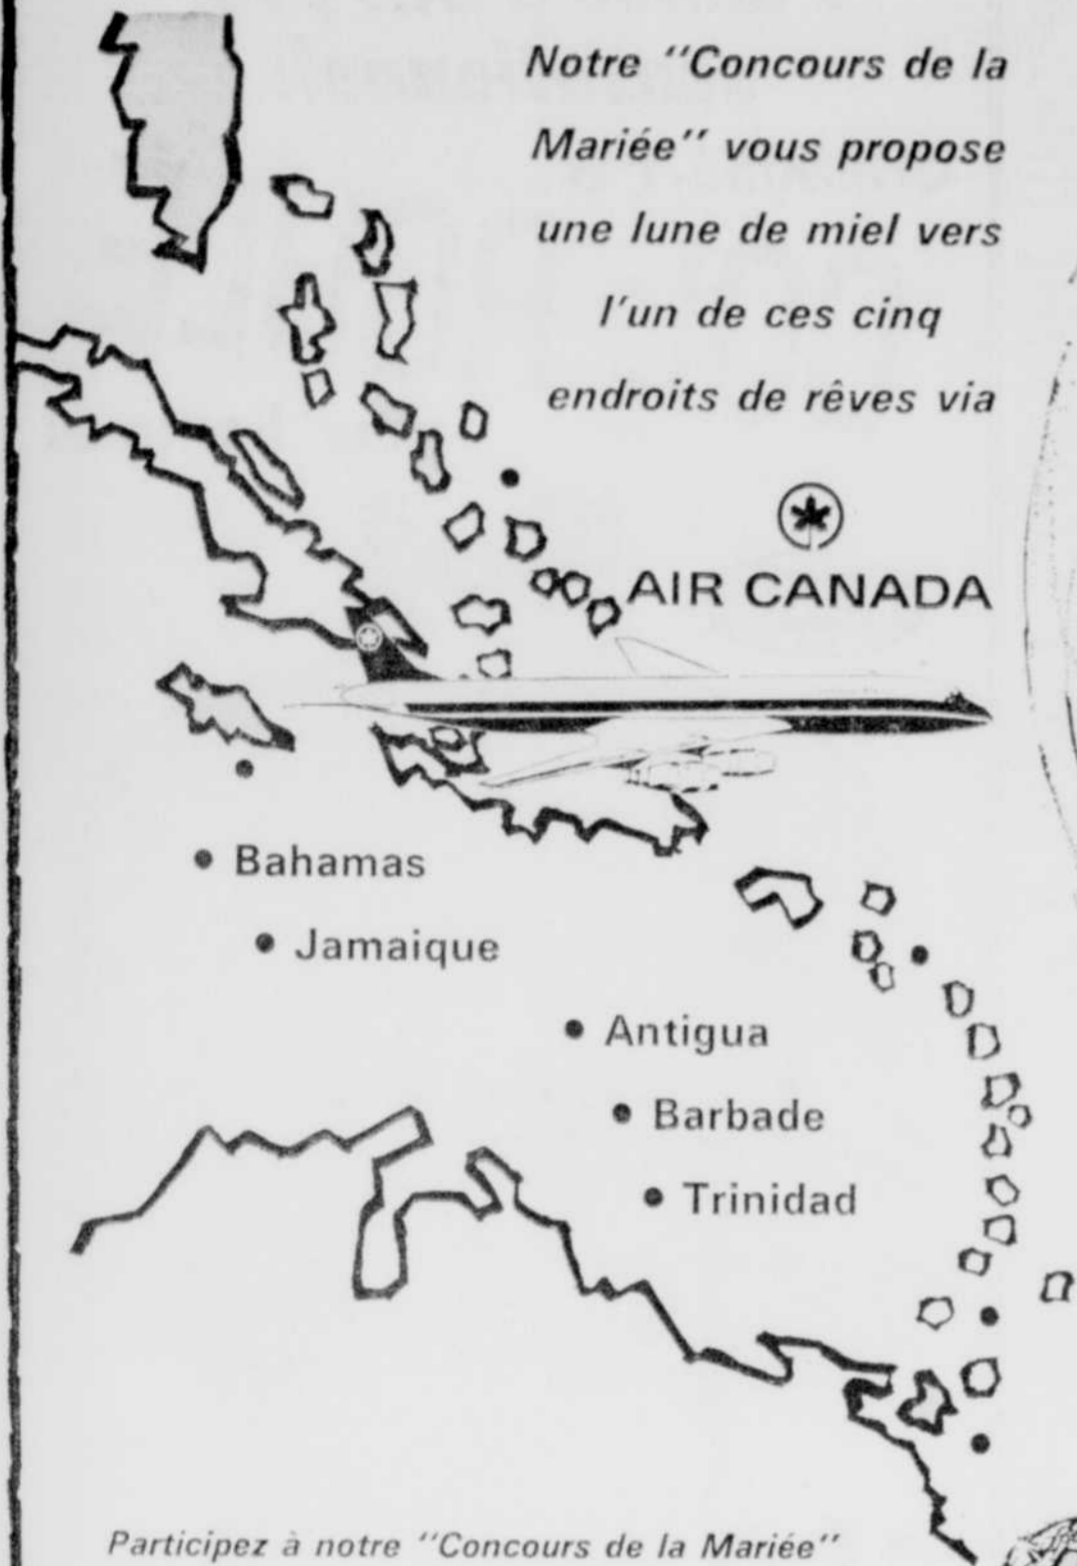 Notre "Concours de la
Mariée" vous propose
une lune de miel vers
l'un de ces cinq
endroits de rêves via
AIR CANADA
• Bahamas
• Jamaique
• Antigua
• Barbade
• Trinidad
Participez à notre "Concours de la Mariée"